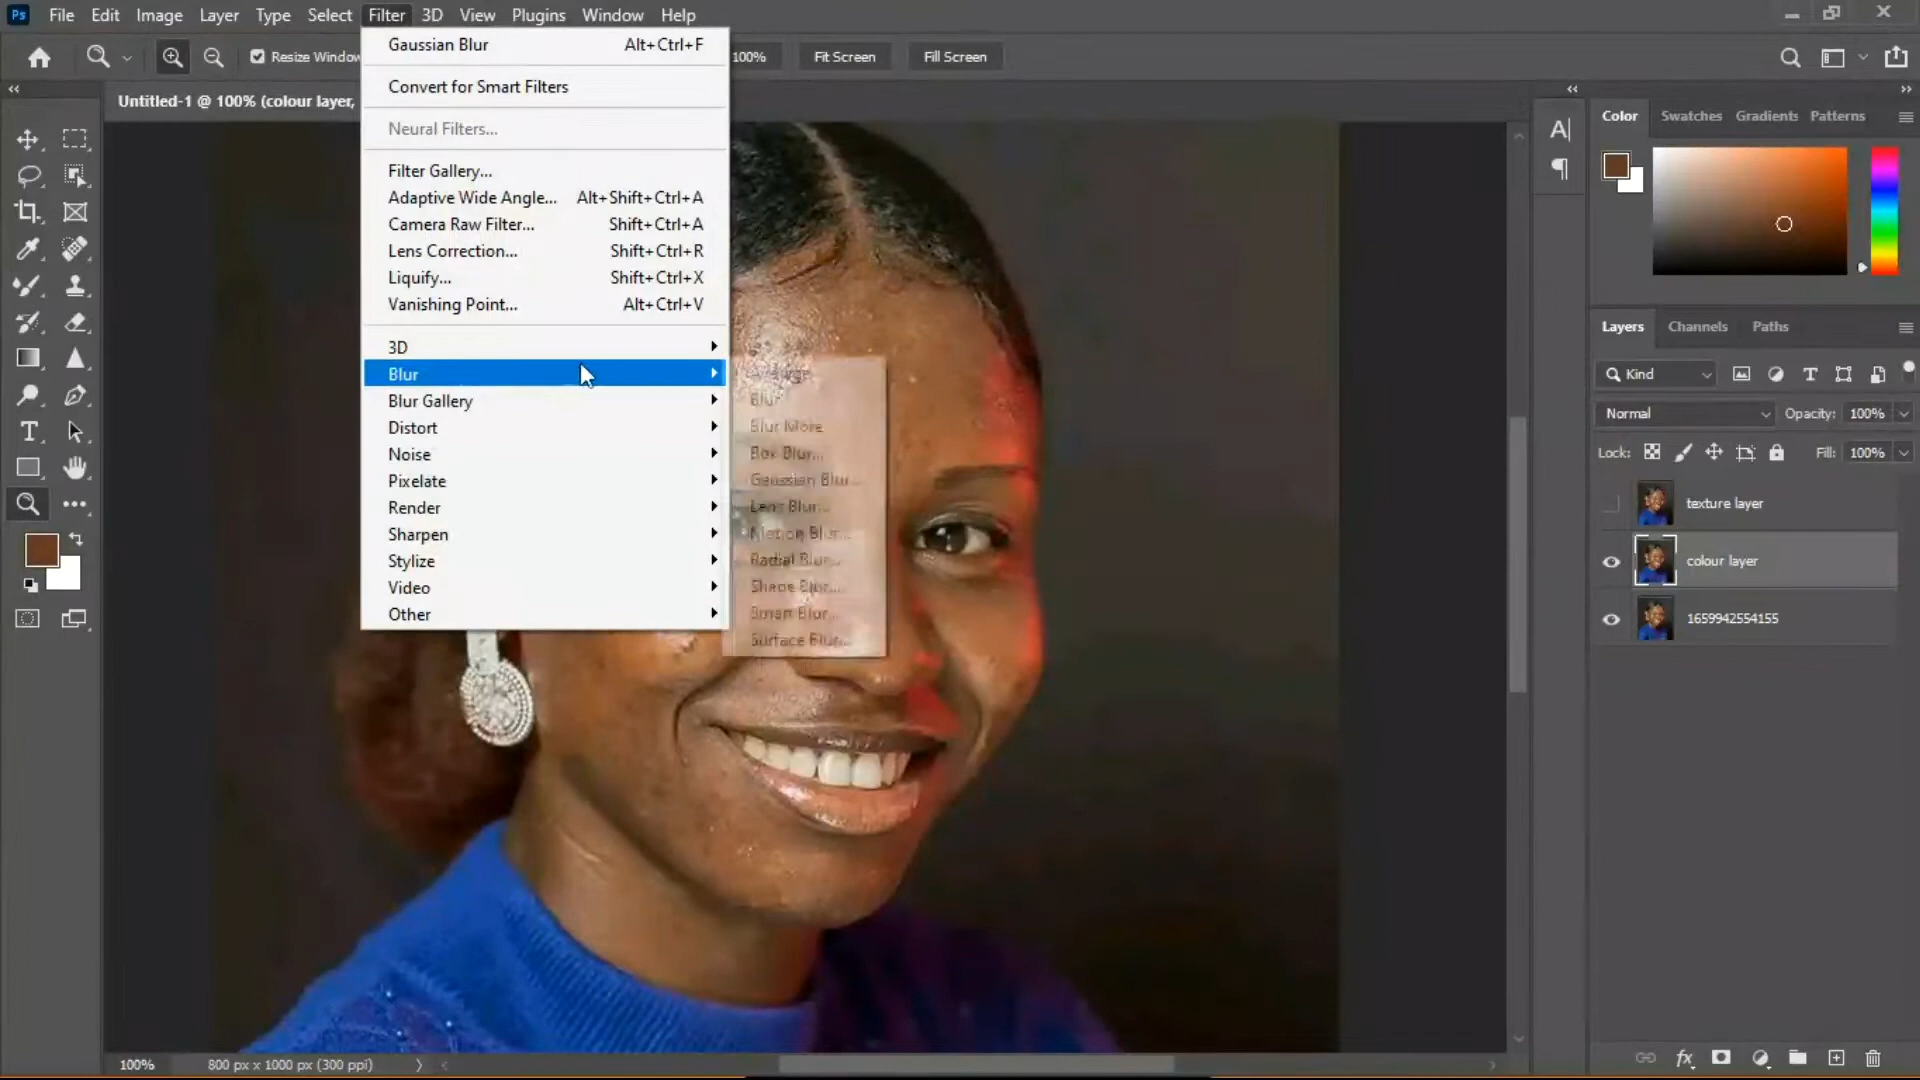 Ps File Edit Image Layer Type Select Filter 3D View Plugins Window Help
Resize Window 100% Fit Screen Fill Screen
Untitled-1 @ 100% (colour layer,
Gaussian Blur Alt+Ctrl+F
Convert for Smart Filters
Neural Filters...
Filter Gallery...
Adaptive Wide Angle... Alt+Shift+Ctrl+A
Camera Raw Filter... Shift+Ctrl+A
Lens Correction... Shift+Ctrl+R
Liquify... Shift+Ctrl+X
Vanishing Point... Alt+Ctrl+V
3D
Blur
Blur Gallery
Distort
Noise
Pixelate
Render
Sharpen
Stylize
Video
Other
Average
Blur
Blur More
Box Blur...
Gaussian Blur...
Lens Blur...
Motion Blur...
Radial Blur...
Shape Blur...
Smart Blur...
Surface Blur...
Color Swatches Gradients Patterns
Layers Channels Paths
Kind
Normal Opacity: 100%
Lock: Fill: 100%
texture layer
colour layer
1659942554155
100% 800 px x 1000 px (300 ppi)